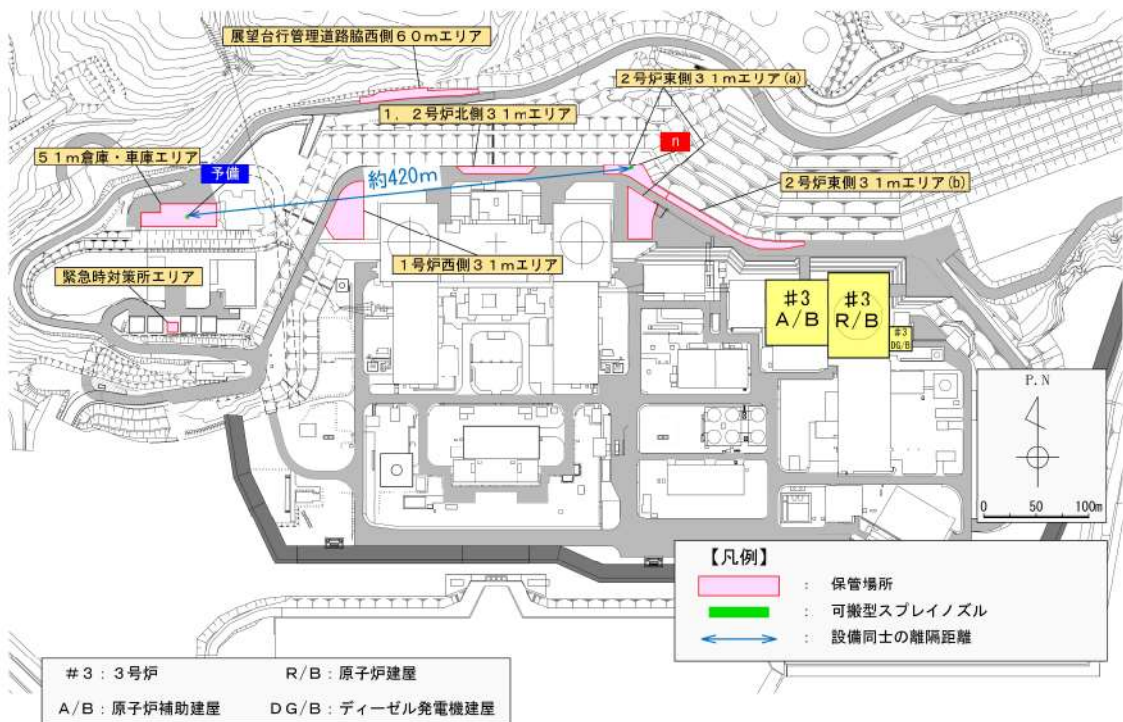 展望台行管理道路脇西側60mエリア
2号炉東側31mエリア(a)
1，2号炉北側31mエリア
n
51m倉庫・車庫エリア
予備
約420m
2号炉東側31mエリア(b)
1号炉西側31mエリア
緊急時対策所エリア
#3
A/B
#3
R/B
#3
DG/B
P.N
0 50 100m
【凡例】
： 保管場所
： 可搬型スプレイノズル
： 設備同士の離隔距離
#3：3号炉
R/B：原子炉建屋
A/B：原子炉補助建屋
DG/B：ディーゼル発電機建屋